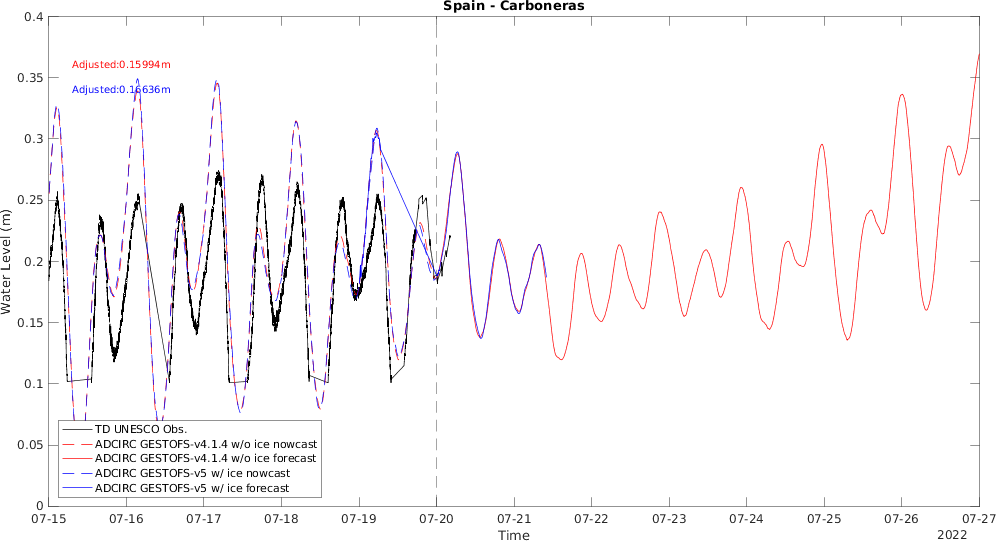 Spain - Carboneras
0.4
0.35
0.3
0.25
0.2
0.15
0.1
0.05
0
Water Level (m)
Adjusted:0.15994m
Adjusted:0.16636m
TD UNESCO Obs.
ADCIRC GESTOFS-v4.1.4 w/o ice nowcast
ADCIRC GESTOFS-v4.1.4 w/o ice forecast
ADCIRC GESTOFS-v5 w/ ice nowcast
ADCIRC GESTOFS-v5 w/ ice forecast
07-15 07-16 07-17 07-18 07-19 07-20 07-21 07-22 07-23 07-24 07-25 07-26 07-27
Time
2022